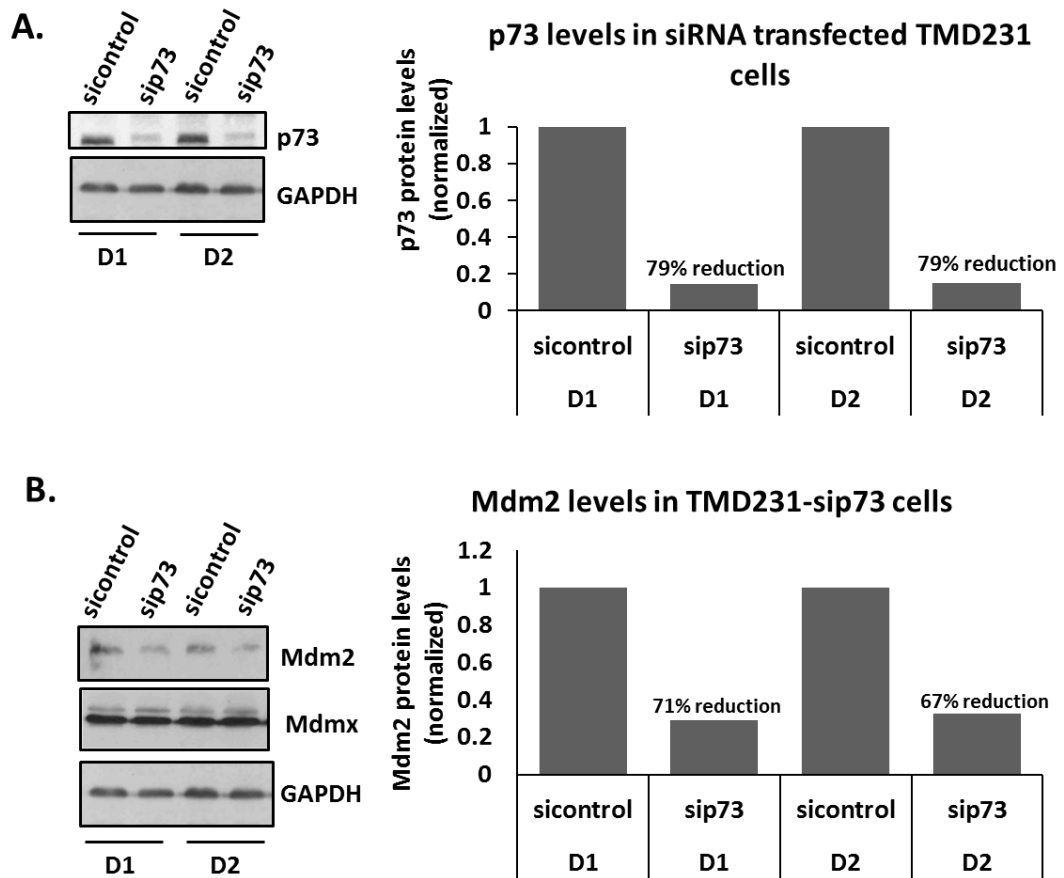 A.
sicontrol
sip73
sicontrol
sip73
p73
GAPDH
D1 D2
p73 levels in siRNA transfected TMD231
cells
p73 protein levels
(normalized)
1
0.8
0.6
0.4
0.2
0
79% reduction 79% reduction
sicontrol sip73 sicontrol sip73
D1 D1 D2 D2
B.
sicontrol
sip73
sicontrol
sip73
Mdm2
Mdmx
GAPDH
D1 D2
Mdm2 levels in TMD231-sip73 cells
Mdm2 protein levels
(normalized)
1.2
1
0.8
0.6
0.4
0.2
0
71% reduction 67% reduction
sicontrol sip73 sicontrol sip73
D1 D1 D2 D2